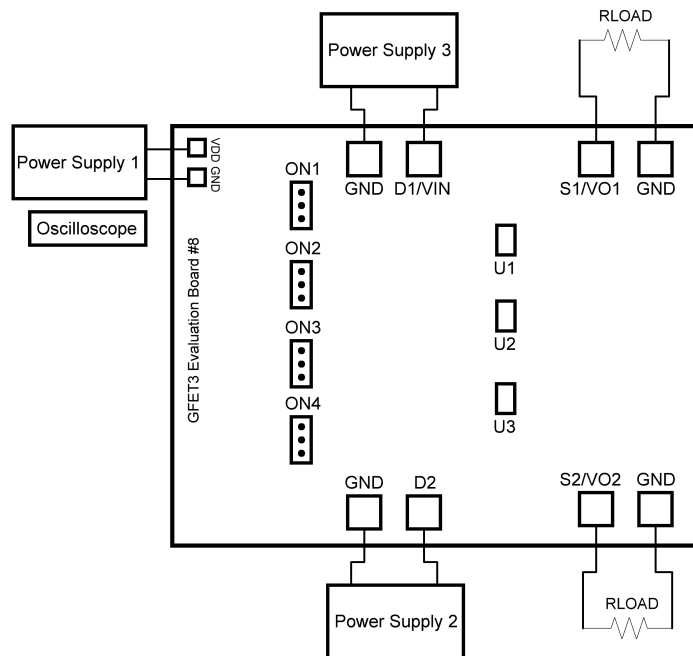 RLOAD
Power Supply 3
Power Supply 1
VDD
GND
Oscilloscope
GFET3 Evaluation Board #8
ON1
ON2
ON3
ON4
GND
D1/VIN
S1/VO1
GND
U1
U2
U3
GND
D2
S2/VO2
GND
Power Supply 2
RLOAD